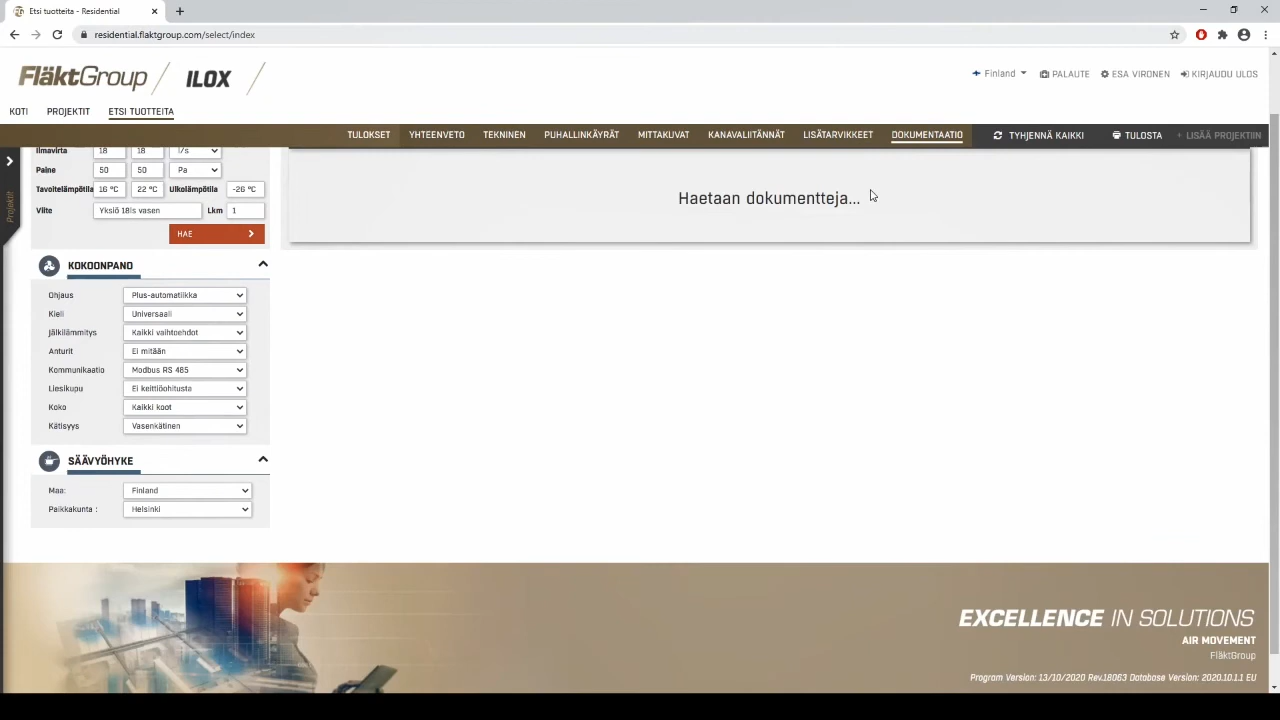 Etsi tuotteita - Residential
residential.flaktgroup.com/select/index
FläktGroup ILOX
Finland PALAUTE ESA VIRONEN KIRJAUDU ULOS
KOTI PROJEKTIT ETSI TUOTTEITA
TULOKSET YHTEENVETO TEKNINEN PUHALLINKÄYRÄT MITTAKUVAT KANAVALIITÄNNÄT LISÄTARVIKKEET DOKUMENTAATIO TYHJENNÄ KAIKKI TULOSTA + LISÄÄ PROJEKTIIN
Projektit
Ilmavirta 18 18 l/s
Paine 50 50 Pa
Tavoitelämpötila 16 °C 22 °C Ulkolämpötila -26 °C
Viite Yksiö 18ls vasen Lkm 1
HAE
Haetaan dokumentteja...
KOKOONPANO
Ohjaus Plus-automatiikka
Kieli Universaali
Jälkilämmitys Kaikki vaihtoehdot
Anturit Ei mitään
Kommunikaatio Modbus RS 485
Liesikupu Ei keittiöohitusta
Koko Kaikki koot
Kätisyys Vasenkätinen
SÄÄVYÖHYKE
Maa: Finland
Paikkakunta : Helsinki
EXCELLENCE IN SOLUTIONS
AIR MOVEMENT
FläktGroup
Program Version: 13/10/2020 Rev.18063 Database Version: 2020.10.1.1 EU